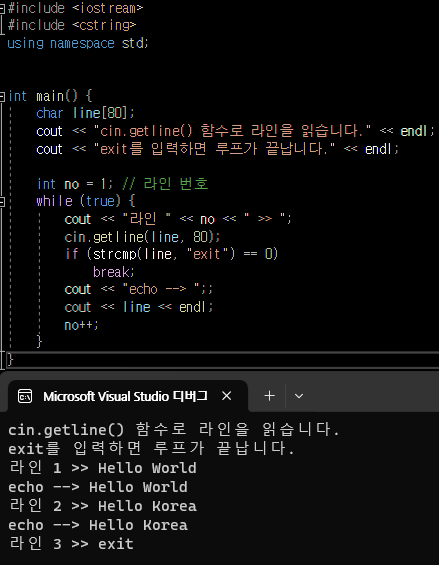 #include <iostream>
#include <cstring>
using namespace std;
int main() {
char line[80];
cout << "cin.getline() 함수로 라인을 읽습니다." << endl;
cout << "exit를 입력하면 루프가 끝납니다." << endl;
int no = 1; // 라인 번호
while (true) {
cout << "라인 " << no << " >> ";
cin.getline(line, 80);
if (strcmp(line, "exit") == 0)
break;
cout << "echo --> ";;
cout << line << endl;
no++;
}
}
Microsoft Visual Studio 디버그
cin.getline() 함수로 라인을 읽습니다.
exit를 입력하면 루프가 끝납니다.
라인 1 >> Hello World
echo --> Hello World
라인 2 >> Hello Korea
echo --> Hello Korea
라인 3 >> exit